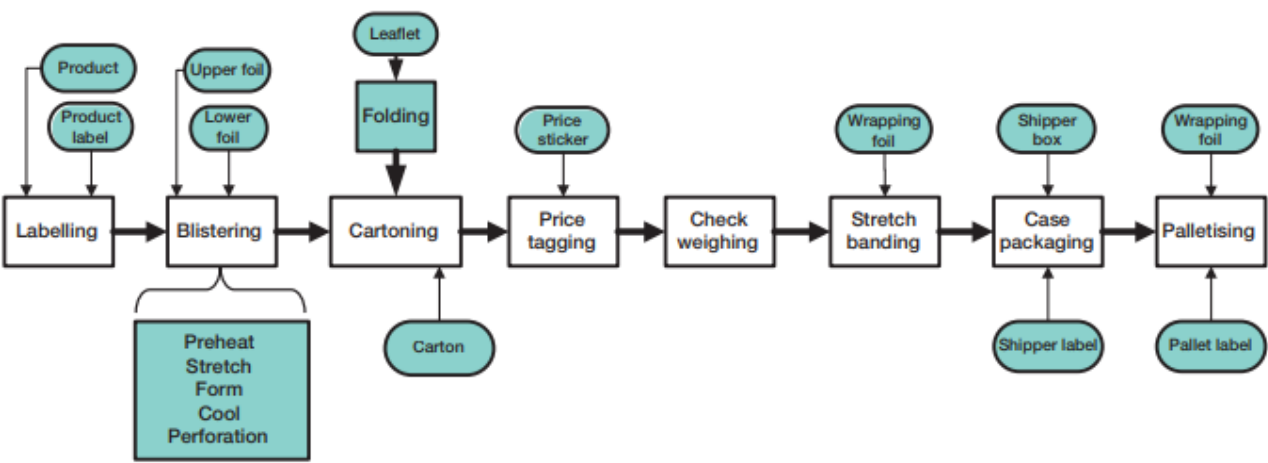 Leaflet
Product
Upper foil
Product
label
Lower
foil
Folding
Price
sticker
Wrapping
foil
Shipper
box
Wrapping
foil
Labelling
Blistering
Cartoning
Price
tagging
Check
weighing
Stretch
banding
Case
packaging
Palletising
Preheat
Stretch
Form
Cool
Perforation
Carton
Shipper label
Pallet label